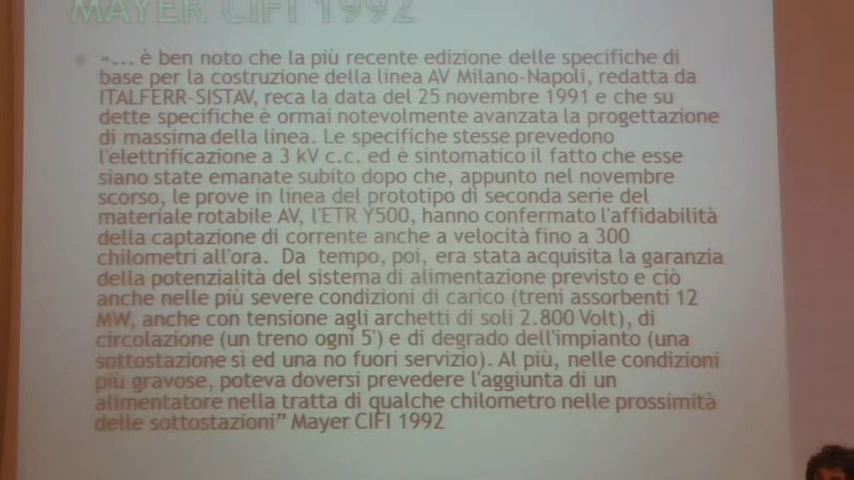 MAYER CIFI 1992
"... è ben noto che la più recente edizione delle specifiche di
base per la costruzione della linea AV Milano-Napoli, redatta da
ITALFERR-SISTAV, reca la data del 25 novembre 1991 e che su
dette specifiche è ormai notevolmente avanzata la progettazione
di massima della linea. Le specifiche stesse prevedono
l'elettrificazione a 3 kV c.c. ed è sintomatico il fatto che esse
siano state emanate subito dopo che, appunto nel novembre
scorso, le prove in linea del prototipo di seconda serie del
materiale rotabile AV, l'ETR Y500, hanno confermato l'affidabilità
della captazione di corrente anche a velocità fino a 300
chilometri all'ora. Da tempo, poi, era stata acquisita la garanzia
della potenzialità del sistema di alimentazione previsto e ciò
anche nelle più severe condizioni di carico (treni assorbenti 12
MW, anche con tensione agli archetti di soli 2.800 Volt), di
circolazione (un treno ogni 5') e di degrado dell'impianto (una
sottostazione sì ed una no fuori servizio). Al più, nelle condizioni
più gravose, poteva doversi prevedere l'aggiunta di un
alimentatore nella tratta di qualche chilometro nelle prossimità
delle sottostazioni" Mayer CIFI 1992